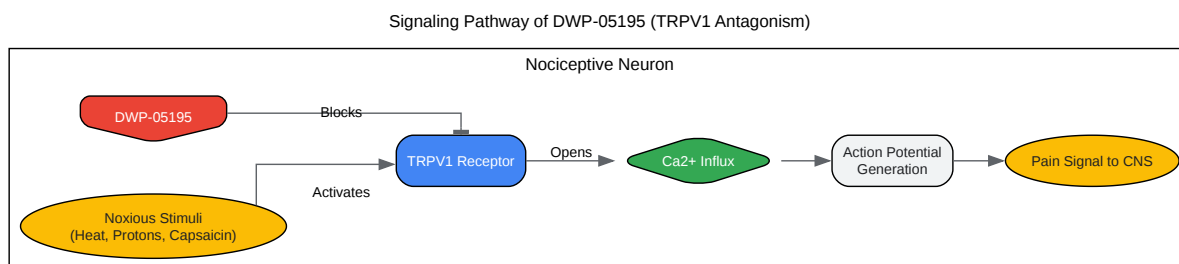 Signaling Pathway of DWP-05195 (TRPV1 Antagonism)
Nociceptive Neuron
DWP-05195
Blocks
TRPV1 Receptor
Opens
Ca2+ Influx
Action Potential
Generation
Pain Signal to CNS
Activates
Noxious Stimuli
(Heat, Protons, Capsaicin)